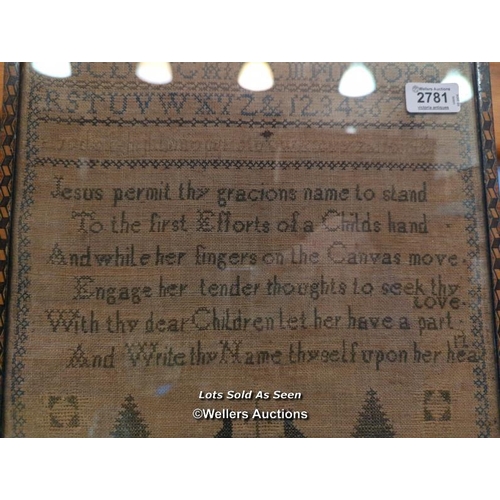 Wellers Auctions
2781
RSTUVWXYZ&12345
Jesus permit thy gracions name to stand
To the first Efforts of a Childs hand
And while her fingers on the Canvas move.
Engage her tender thoughts to seek thy
Love.
With thy dear Children let her have a part
And Write thy Name thyself upon her hea
rt
Lots Sold As Seen
©Wellers Auctions